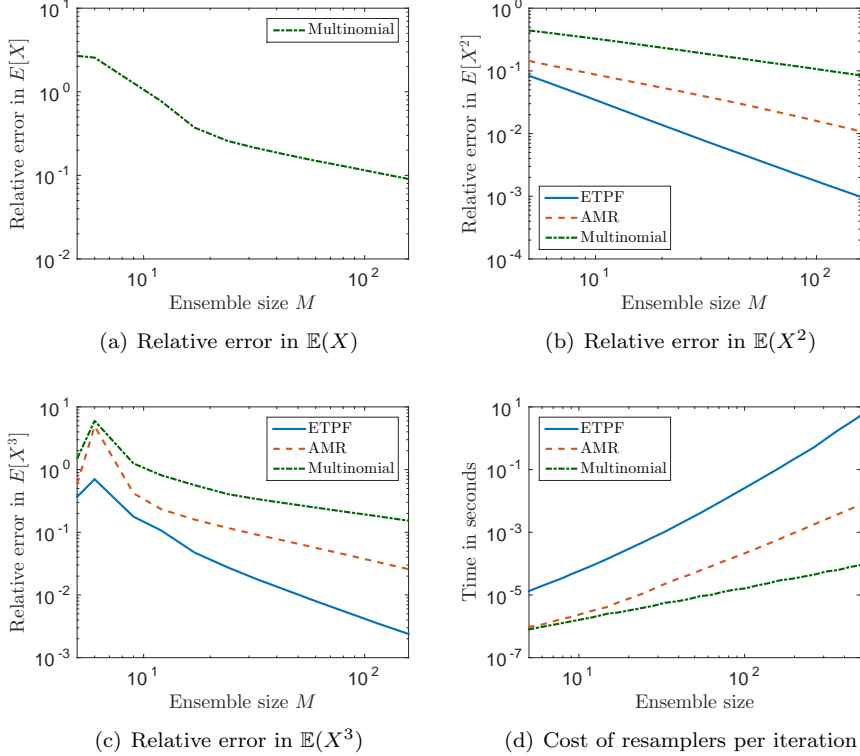 Relative error in E[X]
10^1
10^0
10^-1
10^-2
Multinomial
10^1
10^2
Ensemble size M
(a) Relative error in 𝔼(X)
Relative error in E[X^2]
10^0
10^-1
10^-2
10^-3
10^-4
ETPF
AMR
Multinomial
10^1
10^2
Ensemble size M
(b) Relative error in 𝔼(X^2)
Relative error in E[X^3]
10^1
10^0
10^-1
10^-2
10^-3
ETPF
AMR
Multinomial
10^1
10^2
Ensemble size M
(c) Relative error in 𝔼(X^3)
Time in seconds
10^1
10^-1
10^-3
10^-5
10^-7
ETPF
AMR
Multinomial
10^1
10^2
Ensemble size
(d) Cost of resamplers per iteration